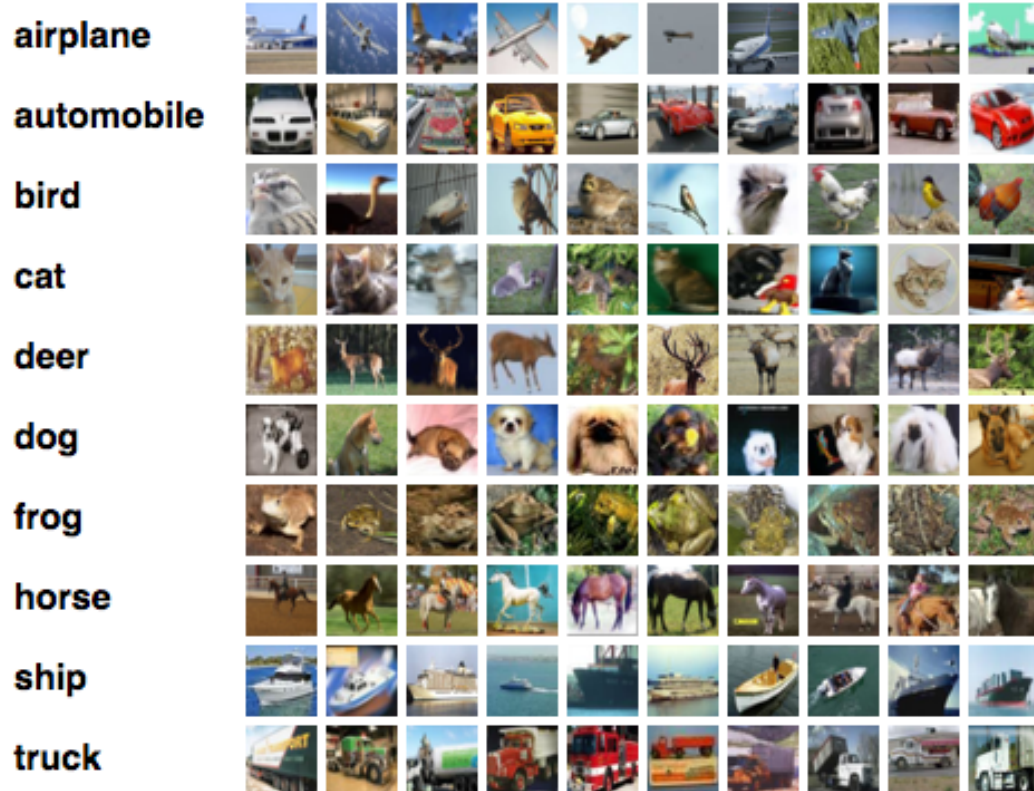 airplane
automobile
bird
cat
deer
dog
frog
horse
ship
truck